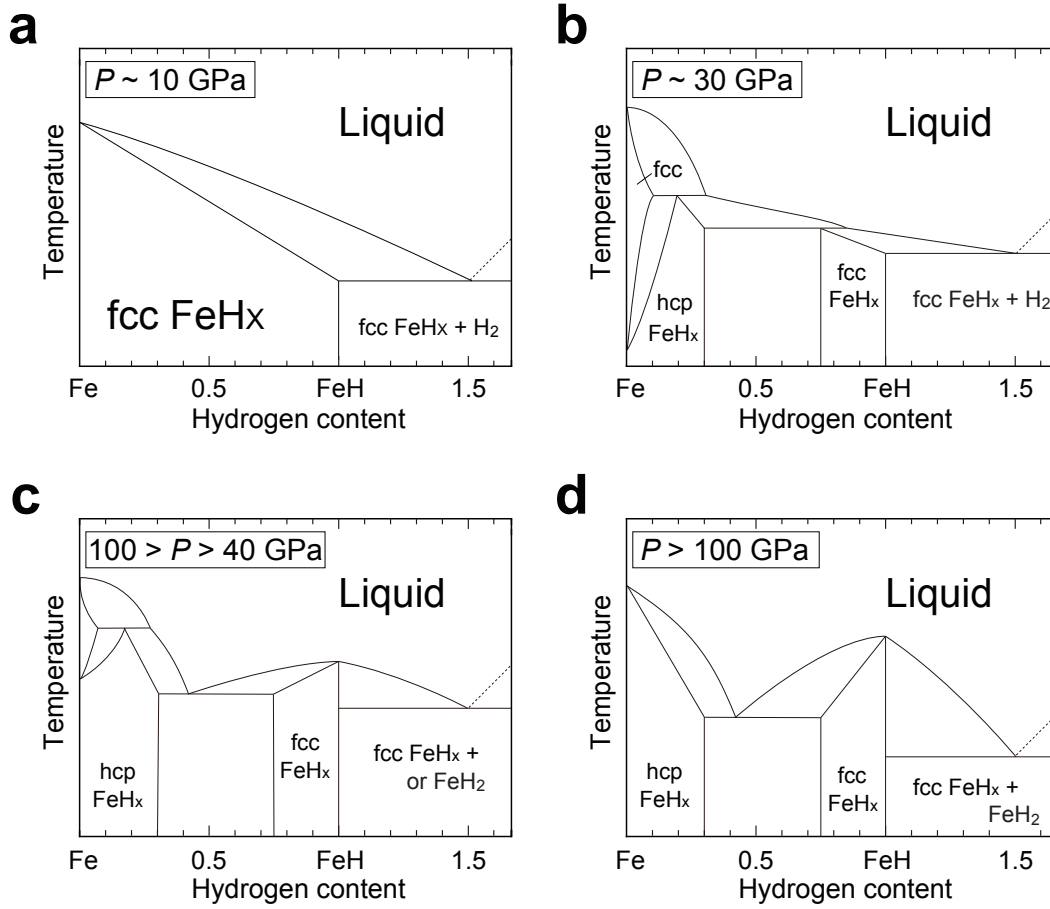 a
P ~ 10 GPa
Liquid
Temperature
fcc FeHx
fcc FeHx + H2
Fe
0.5
FeH
1.5
Hydrogen content
b
P ~ 30 GPa
Liquid
Temperature
fcc
hcp
FeHx
fcc
FeHx
fcc FeHx + H2
Fe
0.5
FeH
1.5
Hydrogen content
c
100 > P > 40 GPa
Liquid
Temperature
hcp
FeHx
fcc
FeHx
fcc FeHx +
or FeH2
Fe
0.5
FeH
1.5
Hydrogen content
d
P > 100 GPa
Liquid
Temperature
hcp
FeHx
fcc
FeHx
fcc FeHx +
FeH2
Fe
0.5
FeH
1.5
Hydrogen content